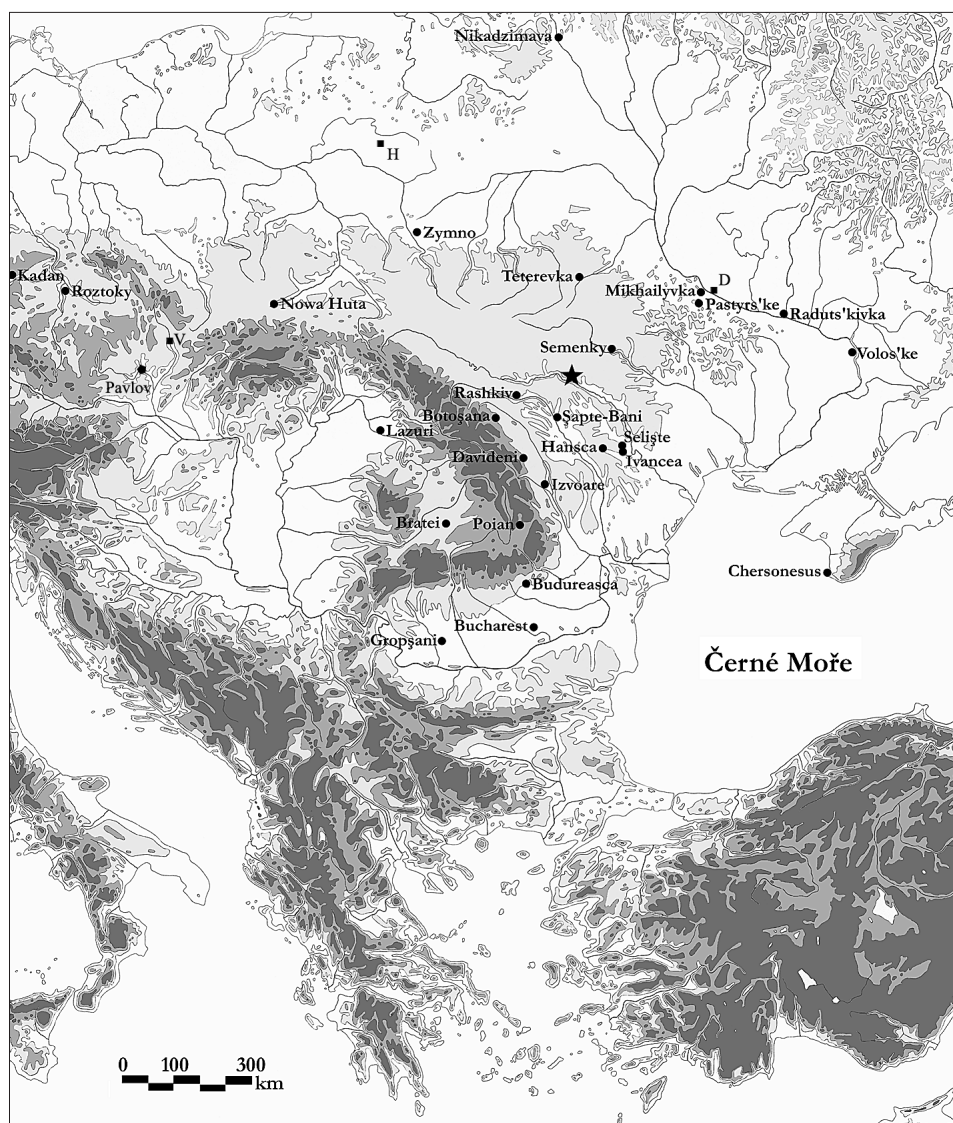 Nikadzimava
H
Zymno
Kadan
Roztoky
Nowa Huta
Teterevka
Mikhailyvka
D
Pastyrs'ke
Raduts'kivka
V
Semenky
Volos'ke
Pavlov
Rashkiv
Botoşana
Şapte-Bani
Lazuri
Selişte
Hansca
Ivancea
Davideni
Izvoare
Bratei
Poian
Chersonesus
Budureasca
Bucharest
Gropşani
Černé Moře
0 100 300
km